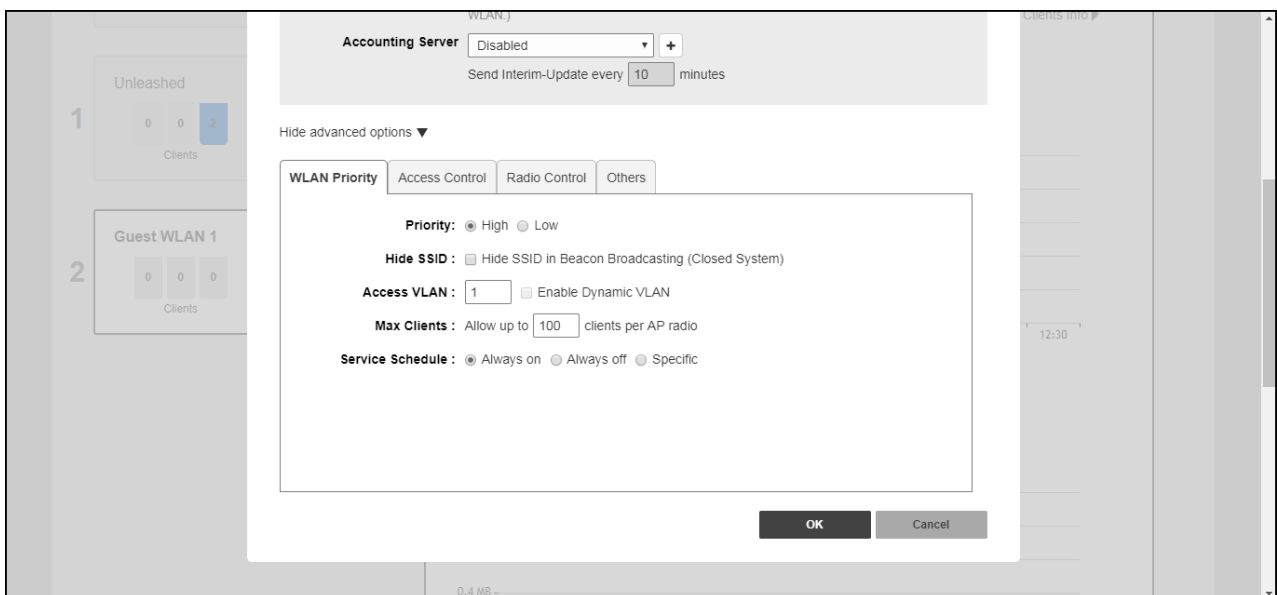 WLAN.)
Clients Info
Accounting Server Disabled +
Send Interim-Update every 10 minutes
Unleashed
1
0 0 2
Clients
Hide advanced options ▼
WLAN Priority Access Control Radio Control Others
Priority: High Low
Guest WLAN 1
Hide SSID : Hide SSID in Beacon Broadcasting (Closed System)
2
0 0 0
Access VLAN : 1 Enable Dynamic VLAN
Clients
Max Clients : Allow up to 100 clients per AP radio
12:30
Service Schedule : Always on Always off Specific
OK Cancel
0.4 MB